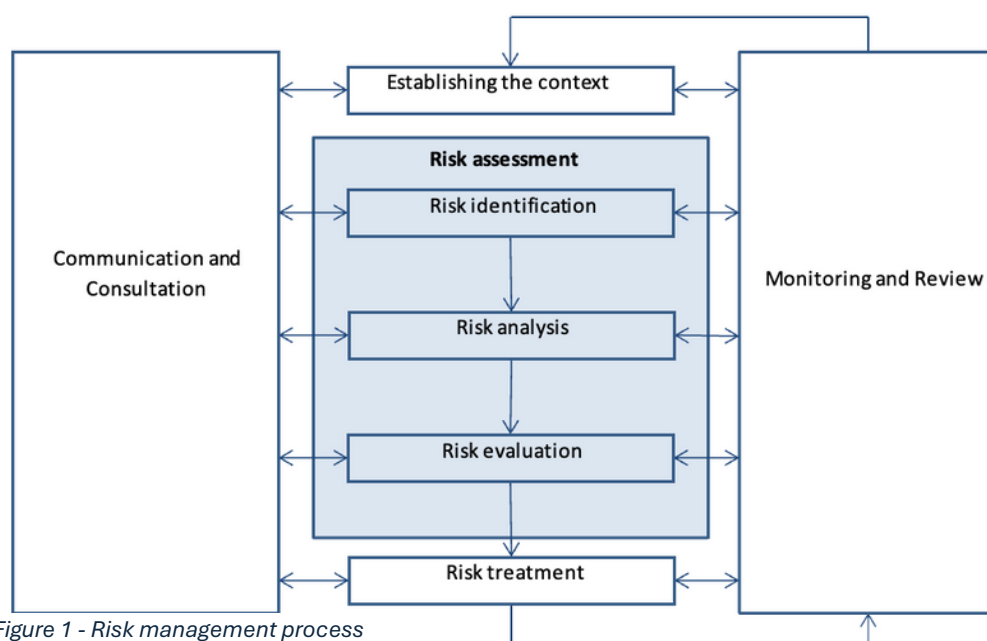 Establishing the context
Risk assessment
Risk identification
Communication and
Consultation
Monitoring and Review
Risk analysis
Risk evaluation
Risk treatment
Figure 1 - Risk management process